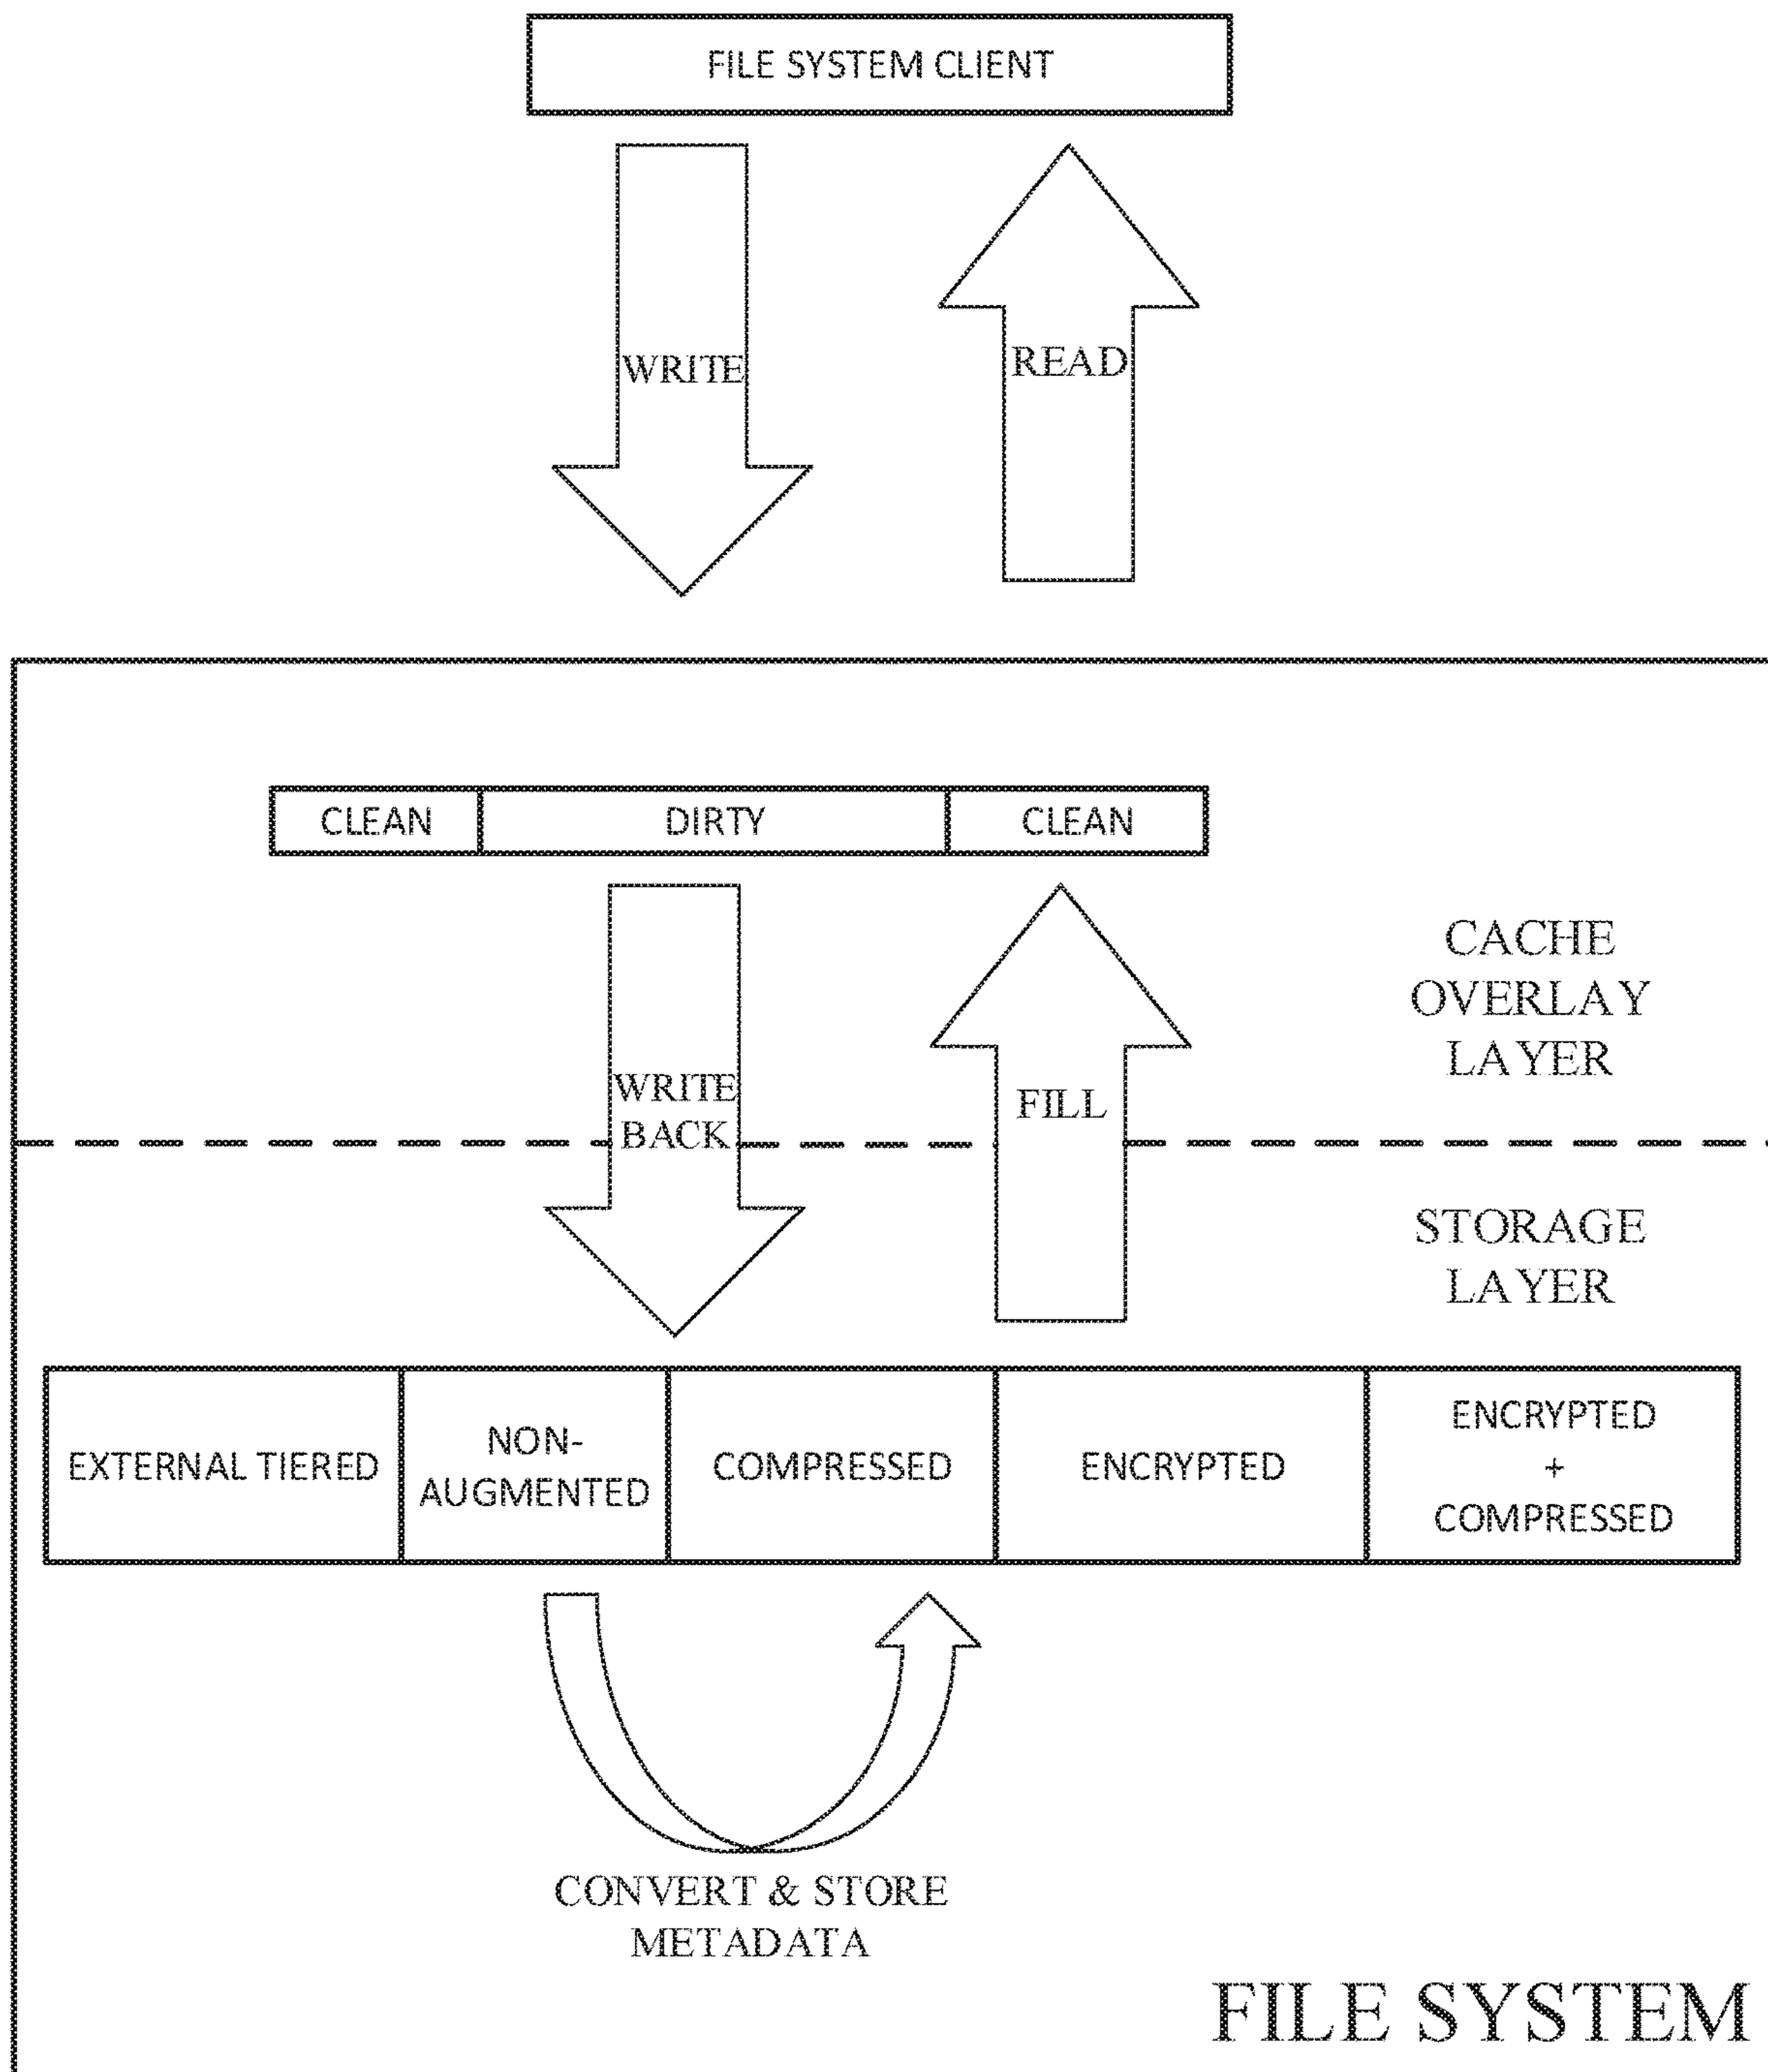 FILE SYSTEM CLIENT
WRITE
READ
CLEAN
DIRTY
CLEAN
CACHE
OVERLAY
LAYER
WRITE
BACK
FILL
STORAGE
LAYER
EXTERNAL TIERED
NON-
AUGMENTED
COMPRESSED
ENCRYPTED
ENCRYPTED
+
COMPRESSED
CONVERT & STORE
METADATA
FILE SYSTEM